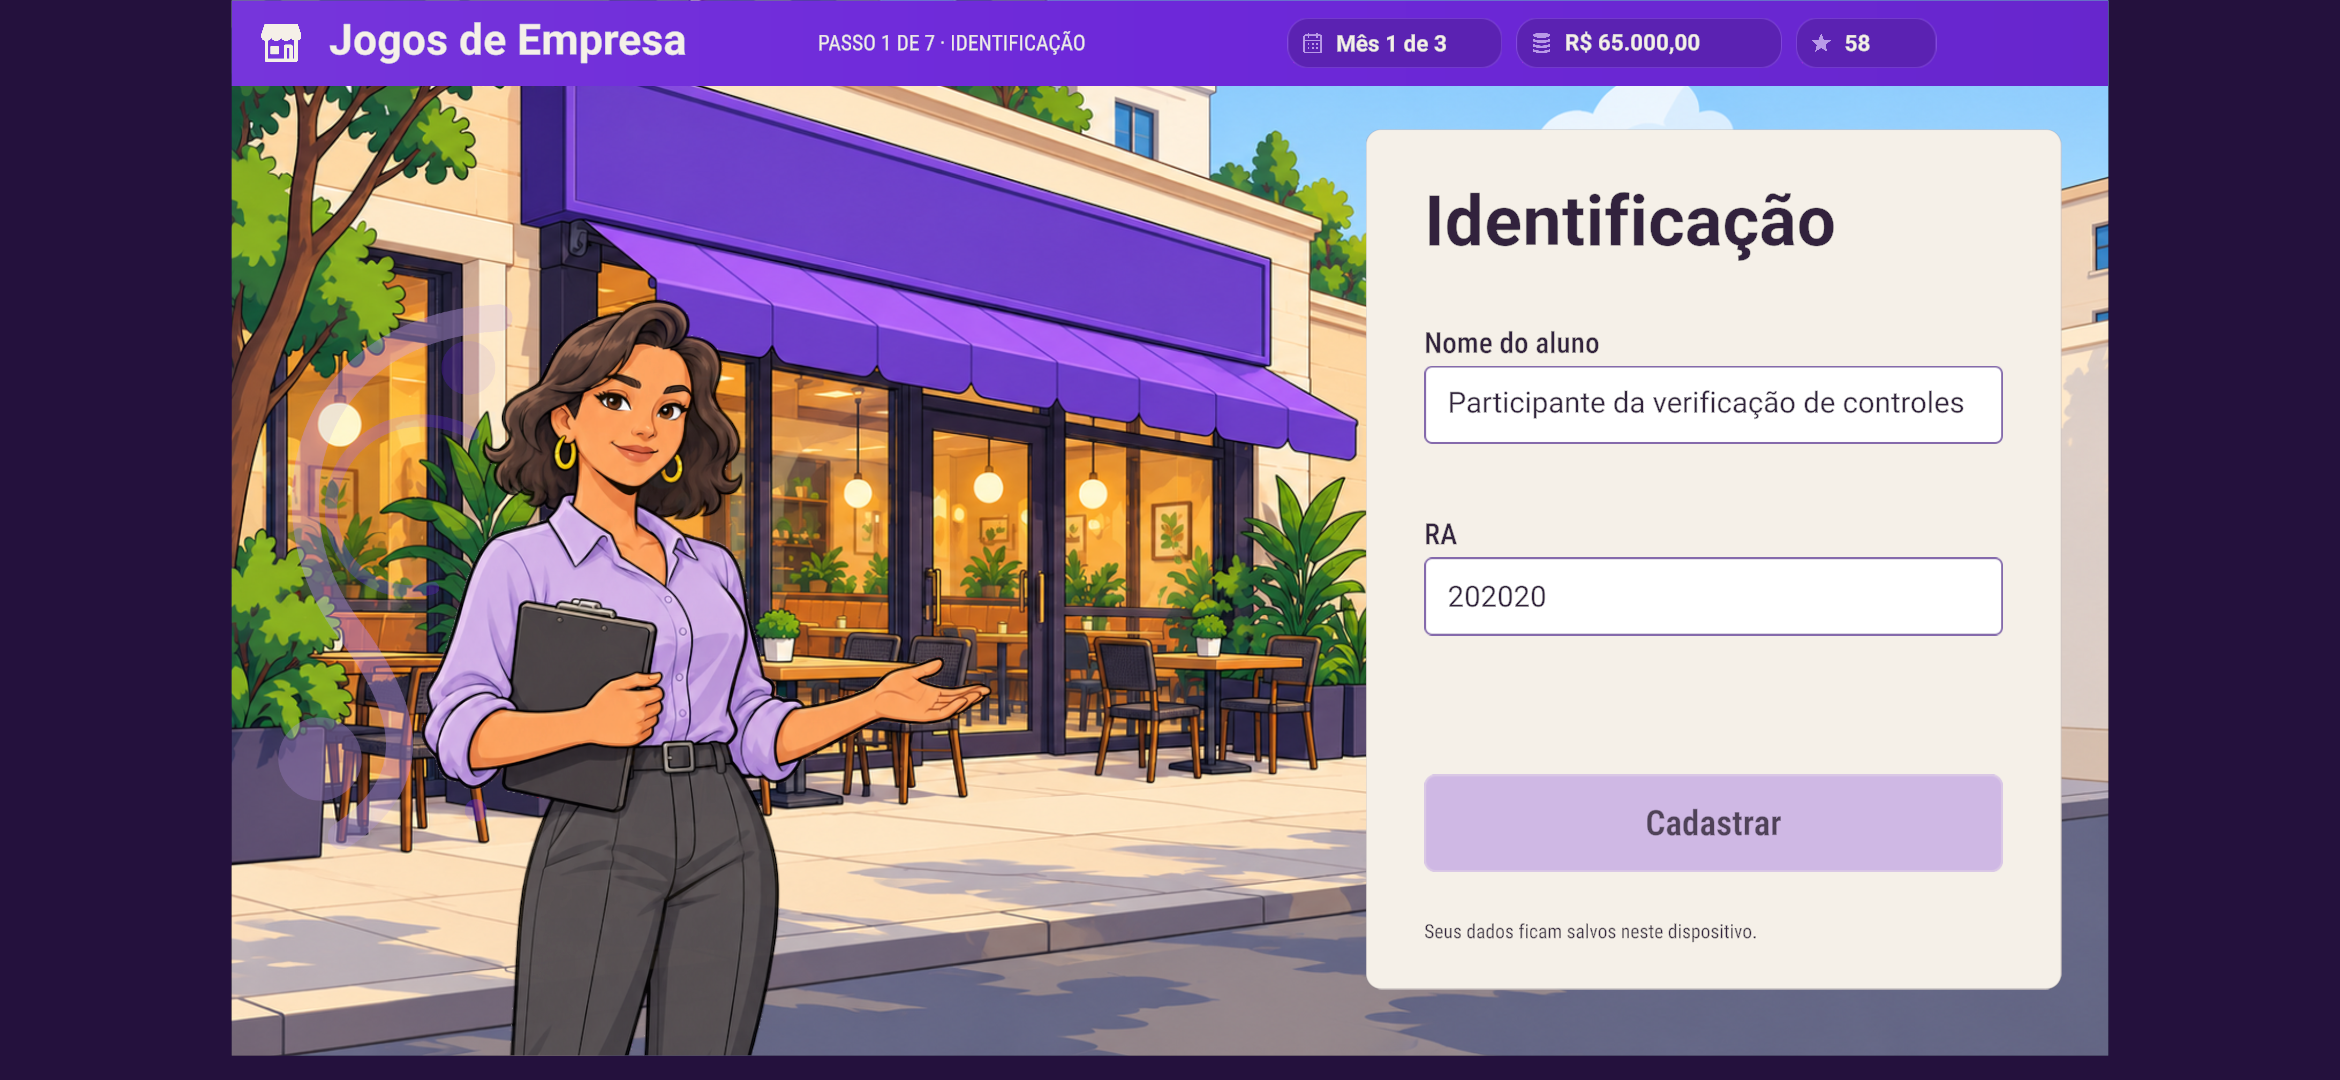 Jogos de Empresa
PASSO 1 DE 7 · IDENTIFICAÇÃO
Mês 1 de 3
R$ 65.000,00
58
Identificação
Nome do aluno
Participante da verificação de controles
RA
202020
Cadastrar
Seus dados ficam salvos neste dispositivo.